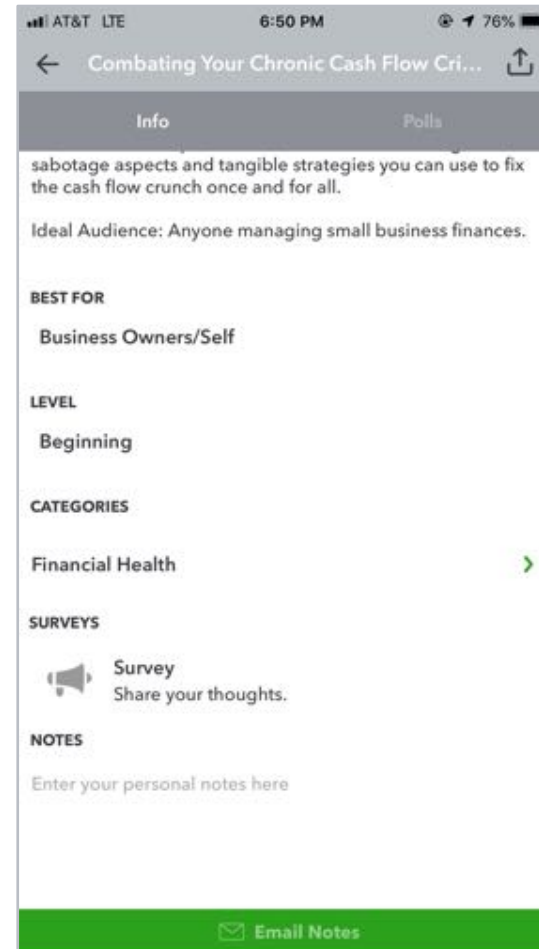 AT&T LTE 6:50 PM 76%
Combating Your Chronic Cash Flow Cri...
Info Polls
sabotage aspects and tangible strategies you can use to fix
the cash flow crunch once and for all.
Ideal Audience: Anyone managing small business finances.
BEST FOR
Business Owners/Self
LEVEL
Beginning
CATEGORIES
Financial Health
SURVEYS
Survey
Share your thoughts.
NOTES
Enter your personal notes here
Email Notes